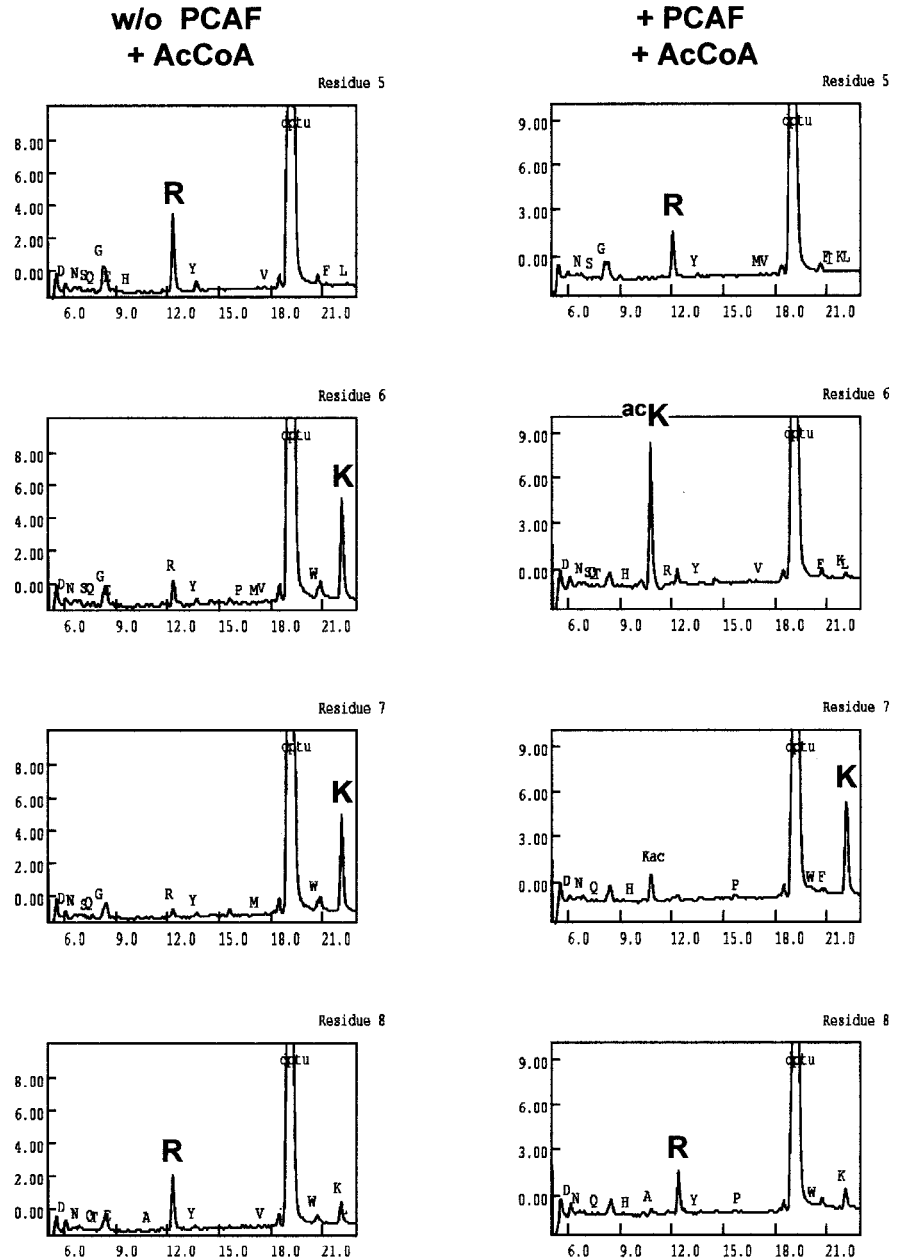 w/o PCAF
+ AcCoA
+ PCAF
+ AcCoA
Residue 5
8.00
6.00
4.00
2.00
0.00
D N S Q T H
G
R
Y
V
dptu
F L
6.0 9.0 12.0 15.0 18.0 21.0
Residue 5
9.00
6.00
3.00
0.00
N S
G
R
Y
M V
dptu
F I K L
6.0 9.0 12.0 15.0 18.0 21.0
Residue 6
8.00
6.00
4.00
2.00
0.00
D N S Q
G
R
Y
P M V
dptu
W
K
6.0 9.0 12.0 15.0 18.0 21.0
Residue 6
9.00
6.00
3.00
0.00
D N S Q T
H
acK
R
Y
V
dptu
F K L
6.0 9.0 12.0 15.0 18.0 21.0
Residue 7
8.00
6.00
4.00
2.00
0.00
D N S Q
G
R
Y
M
dptu
W
K
6.0 9.0 12.0 15.0 18.0 21.0
Residue 7
9.00
6.00
3.00
0.00
D N Q H
Kac
P
dptu
W F
K
6.0 9.0 12.0 15.0 18.0 21.0
Residue 8
8.00
6.00
4.00
2.00
0.00
D N Q T
A
R
Y
V
dptu
W
K
6.0 9.0 12.0 15.0 18.0 21.0
Residue 8
9.00
6.00
3.00
0.00
D N Q H A
R
Y
P
dptu
W
K
6.0 9.0 12.0 15.0 18.0 21.0